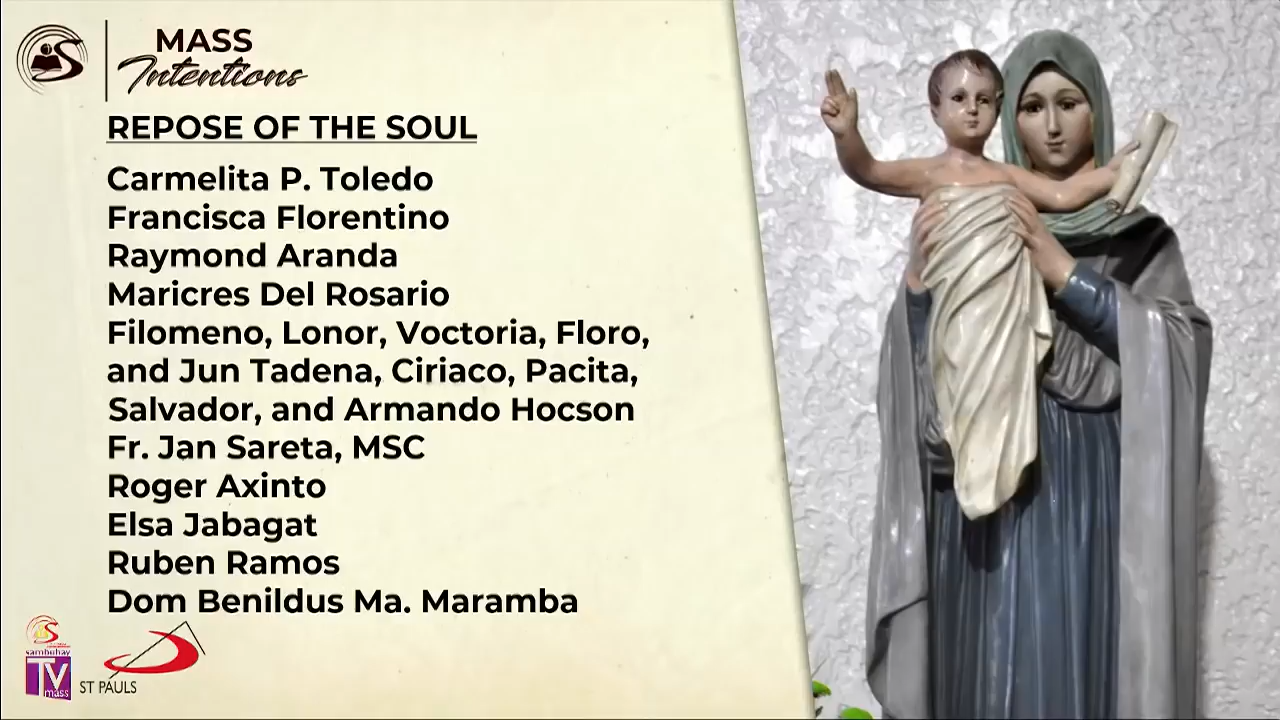 MASS
Intentions
REPOSE OF THE SOUL
Carmelita P. Toledo
Francisca Florentino
Raymond Aranda
Maricres Del Rosario
Filomeno, Lonor, Voctoria, Floro,
and Jun Tadena, Ciriaco, Pacita,
Salvador, and Armando Hocson
Fr. Jan Sareta, MSC
Roger Axinto
Elsa Jabagat
Ruben Ramos
Dom Benildus Ma. Maramba
sambuhay
TV
mass
ST PAULS